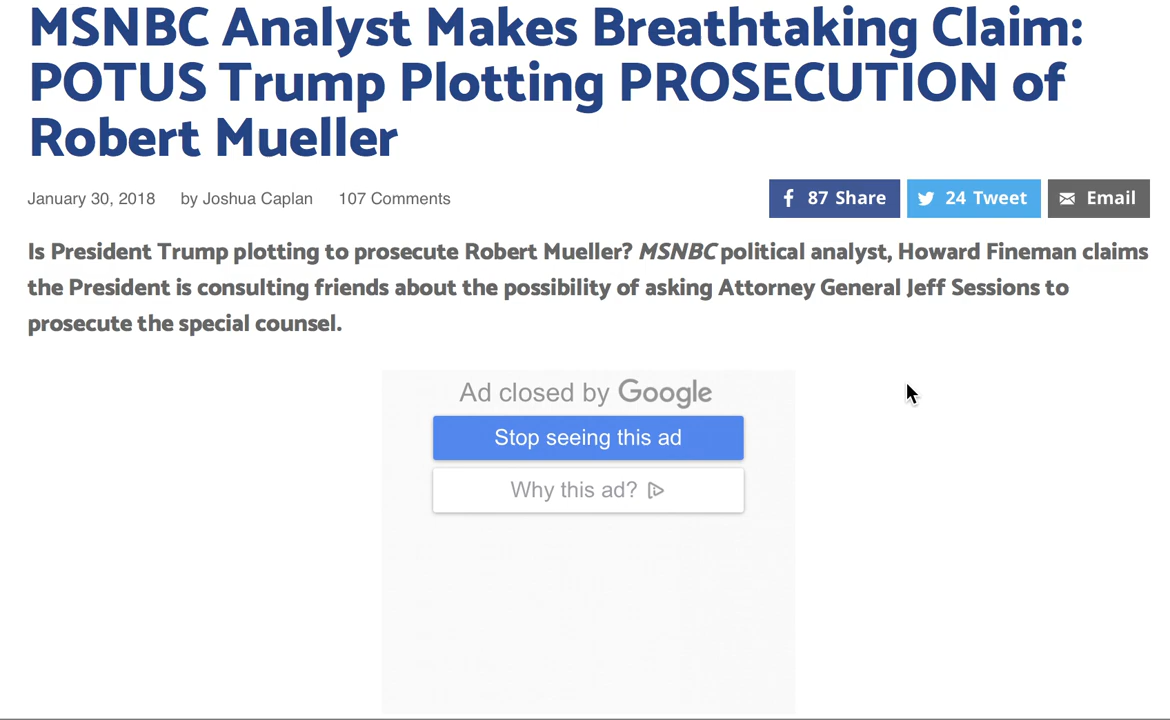 MSNBC Analyst Makes Breathtaking Claim:
POTUS Trump Plotting PROSECUTION of
Robert Mueller
January 30, 2018 by Joshua Caplan 107 Comments
87 Share 24 Tweet Email
Is President Trump plotting to prosecute Robert Mueller? MSNBC political analyst, Howard Fineman claims
the President is consulting friends about the possibility of asking Attorney General Jeff Sessions to
prosecute the special counsel.
Ad closed by Google
Stop seeing this ad
Why this ad?